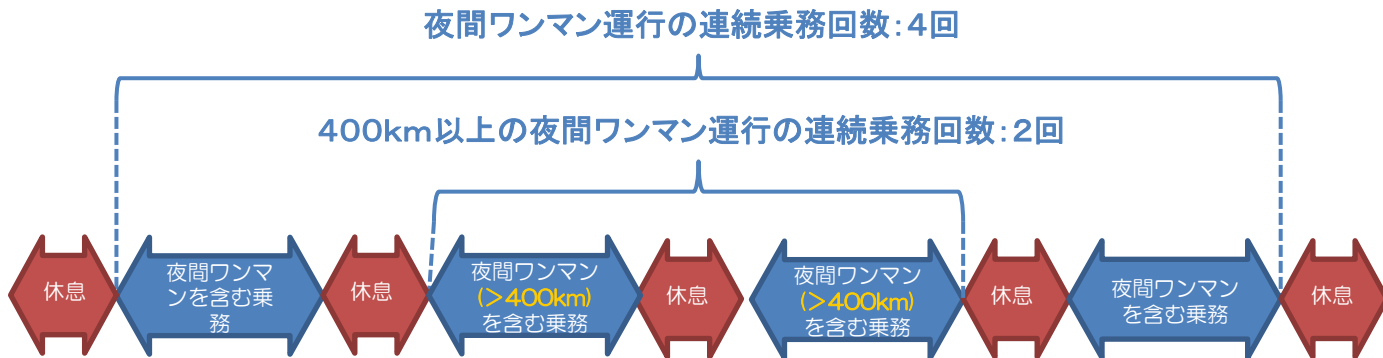 夜間ワンマン運行の連続乗務回数:4回
400km以上の夜間ワンマン運行の連続乗務回数:2回
休息
夜間ワンマ
ンを含む乗
務
休息
夜間ワンマン
(>400km)
を含む乗務
休息
夜間ワンマン
(>400km)
を含む乗務
休息
夜間ワンマン
を含む乗務
休息